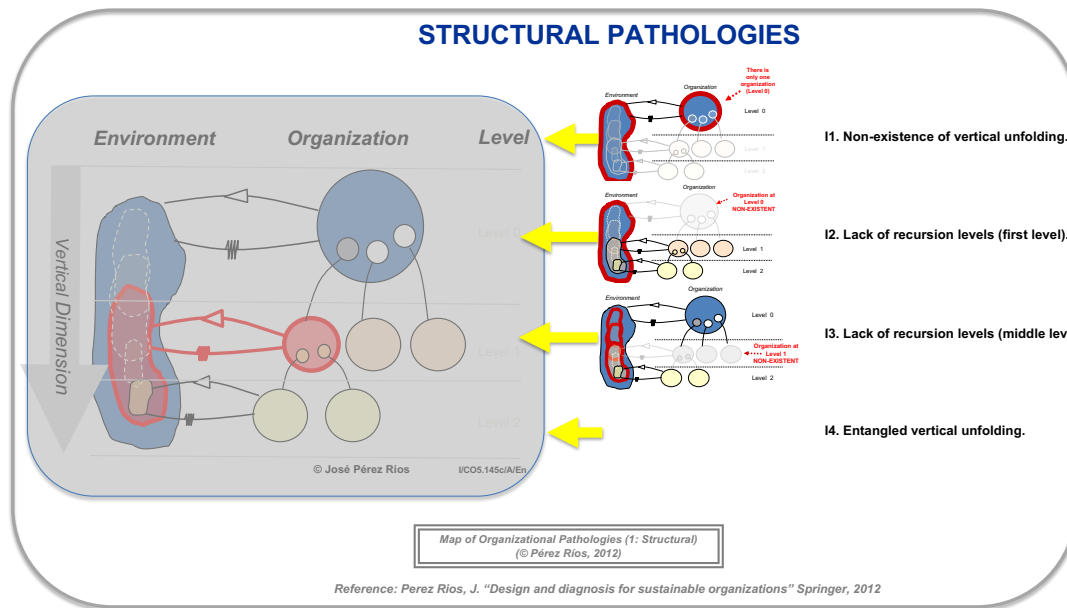 STRUCTURAL PATHOLOGIES
Environment
Organization
Level
Vertical Dimension
Level 0
Level 1
Level 2
© José Pérez Ríos
I/CO5.145c/A/En
There is
only one
organization
(Level 0)
Environment
Organization
Level 0
Level 1
Level 2
I1. Non-existence of vertical unfolding.
Environment
Organization
Organization at
Level 0
NON-EXISTENT
Level 1
Level 2
I2. Lack of recursion levels (first level).
Environment
Organization
Level 0
Organization at
Level 1
NON-EXISTENT
Level 2
I3. Lack of recursion levels (middle lev
I4. Entangled vertical unfolding.
Map of Organizational Pathologies (1: Structural)
(© Pérez Ríos, 2012)
Reference: Perez Rios, J. “Design and diagnosis for sustainable organizations” Springer, 2012